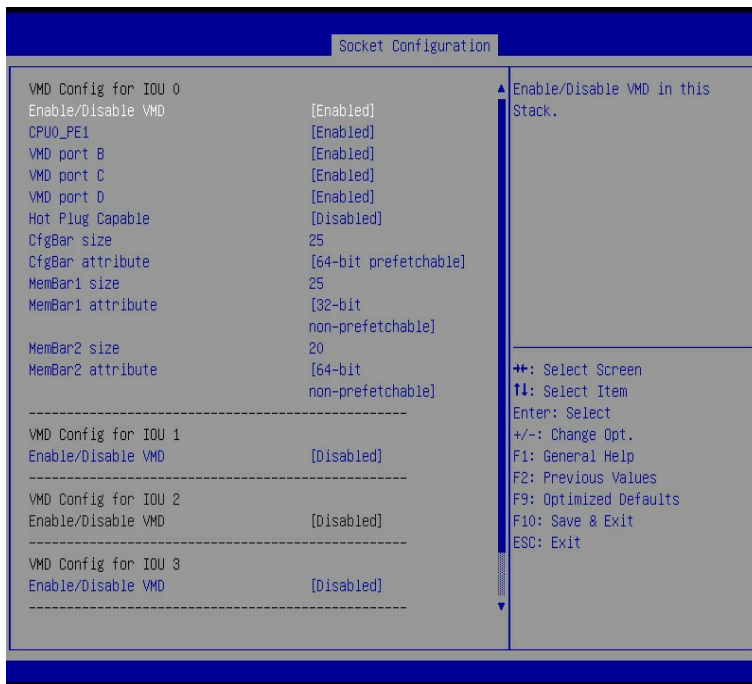 Socket Configuration
VMD Config for IOU 0
Enable/Disable VMD [Enabled]
CPU0_PE1 [Enabled]
VMD port B [Enabled]
VMD port C [Enabled]
VMD port D [Enabled]
Hot Plug Capable [Disabled]
CfgBar size 25
CfgBar attribute [64-bit prefetchable]
MemBar1 size 25
MemBar1 attribute [32-bit
non-prefetchable]
MemBar2 size 20
MemBar2 attribute [64-bit
non-prefetchable]
------------------------------------------------
VMD Config for IOU 1
Enable/Disable VMD [Disabled]
------------------------------------------------
VMD Config for IOU 2
Enable/Disable VMD [Disabled]
------------------------------------------------
VMD Config for IOU 3
Enable/Disable VMD [Disabled]
------------------------------------------------
Enable/Disable VMD in this
Stack.
→←: Select Screen
↑↓: Select Item
Enter: Select
+/-: Change Opt.
F1: General Help
F2: Previous Values
F9: Optimized Defaults
F10: Save & Exit
ESC: Exit